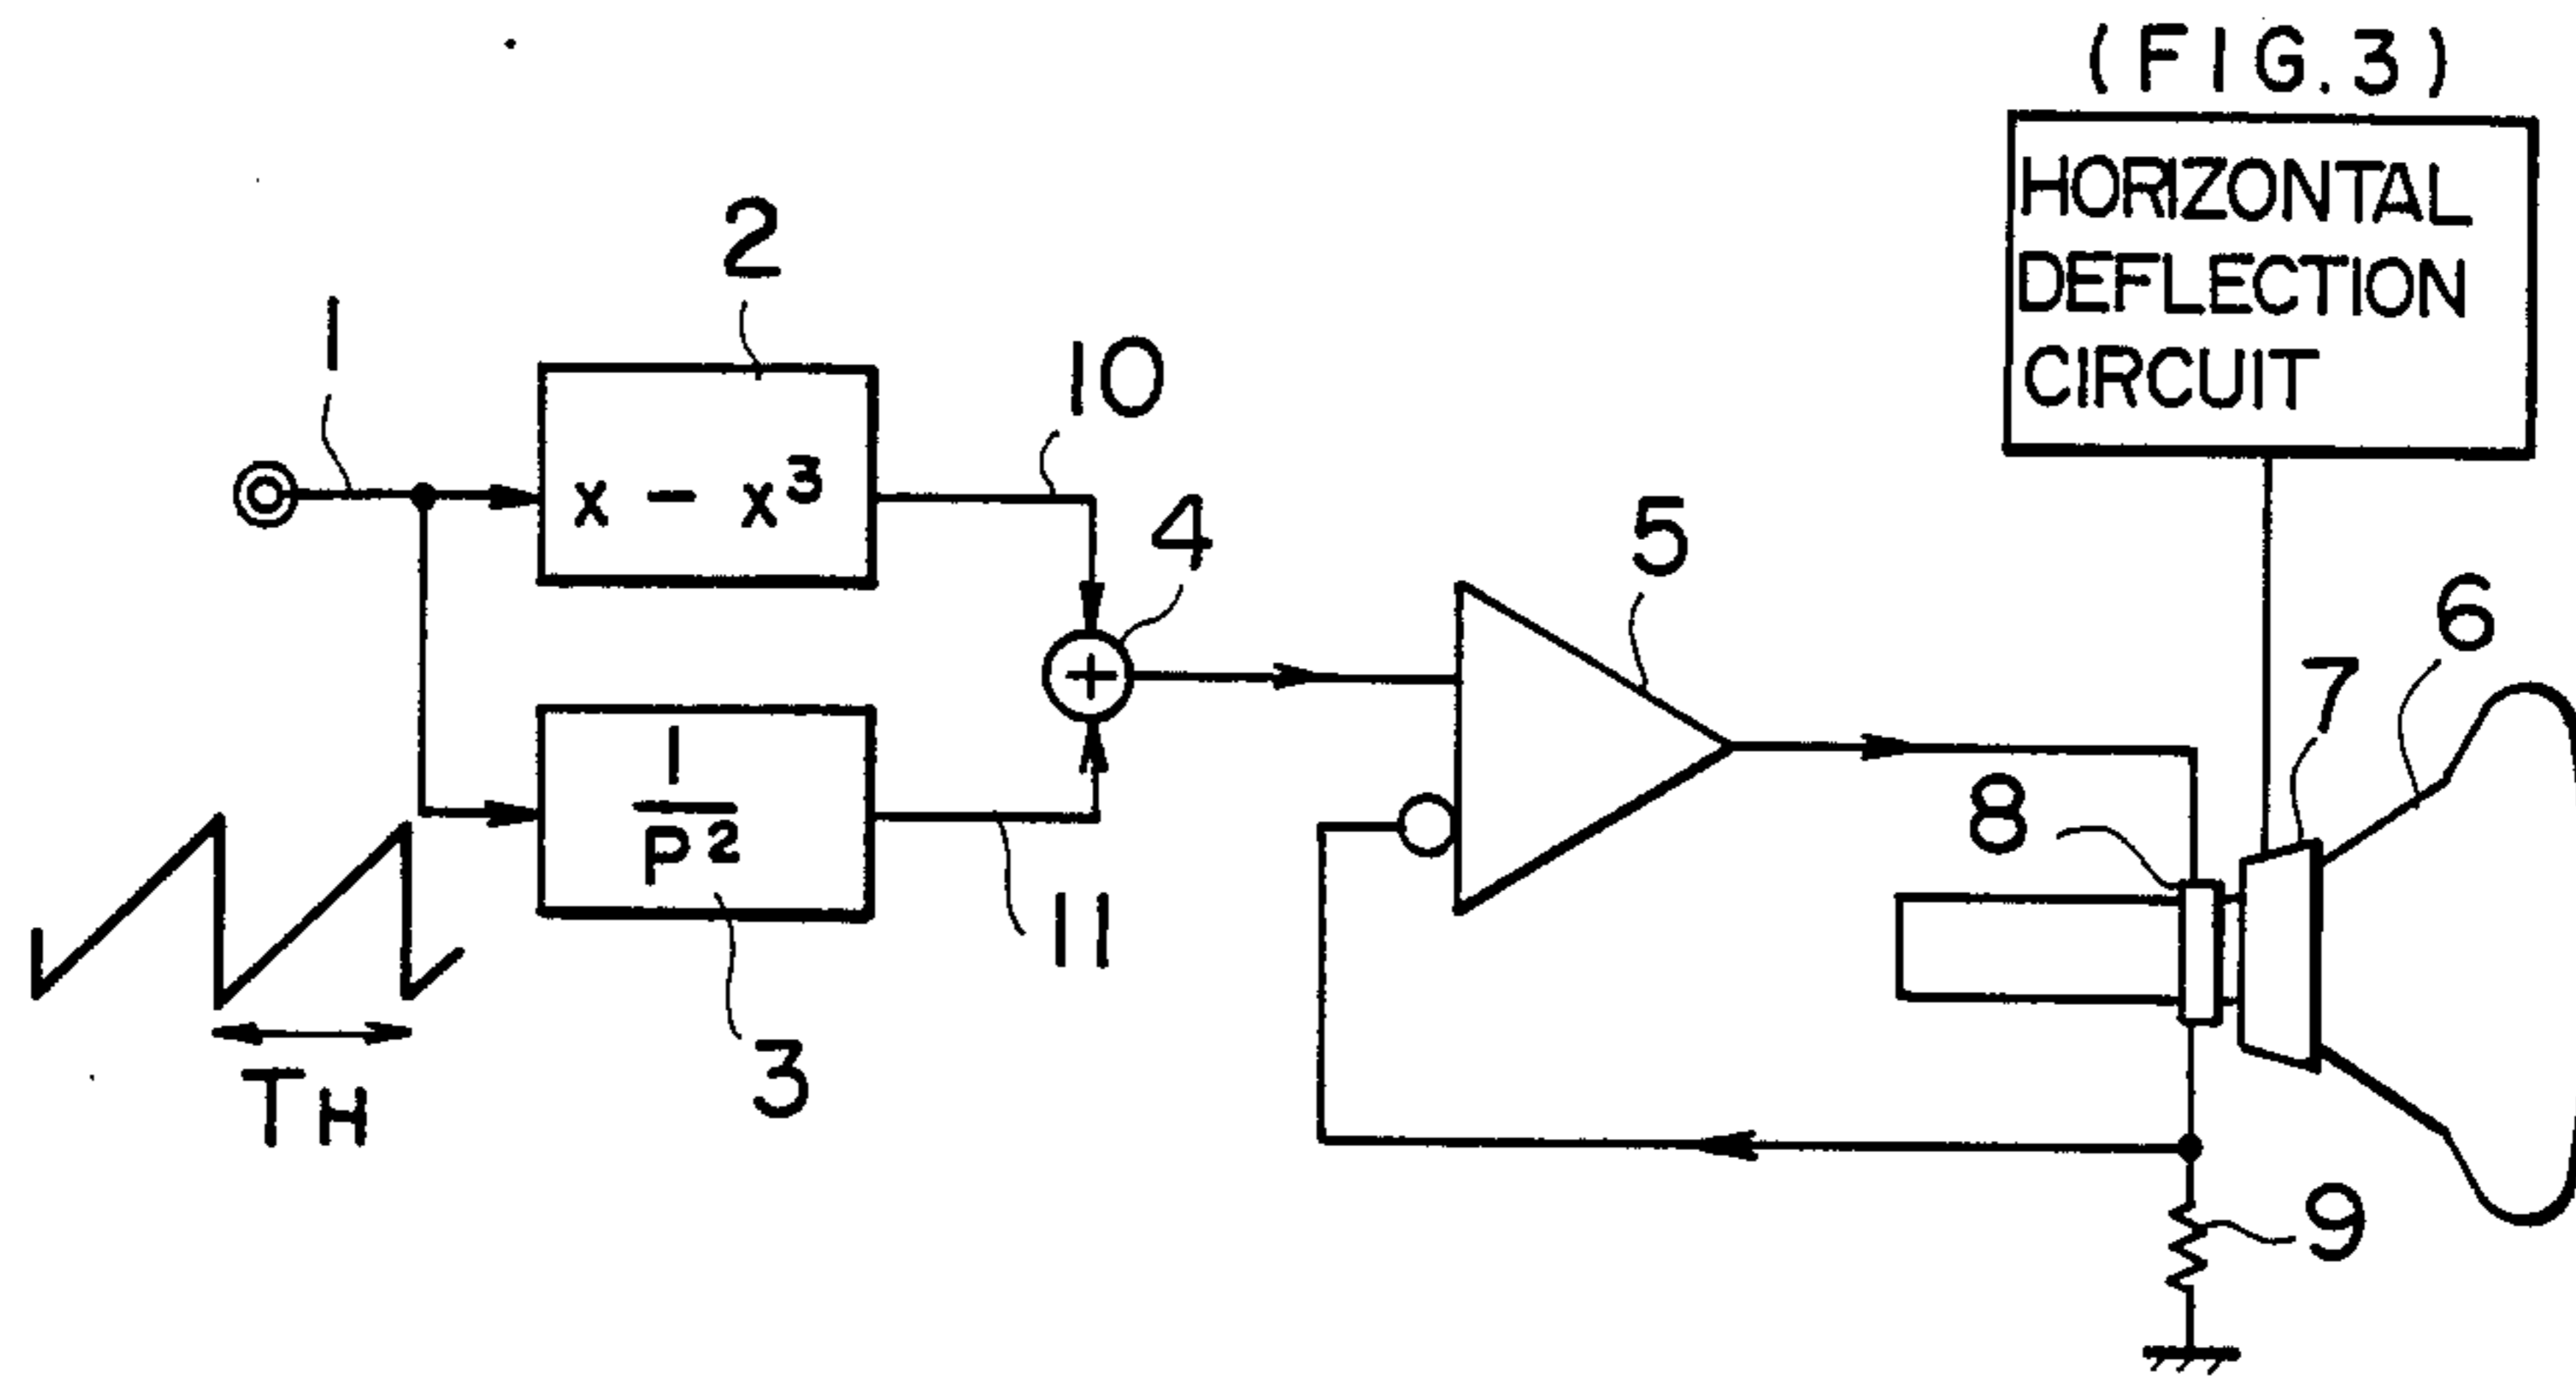 (FIG.3)
HORIZONTAL
DEFLECTION
CIRCUIT
2
1
10
x - x³
4
5
6
7
1
P²
8
11
3
TH
9